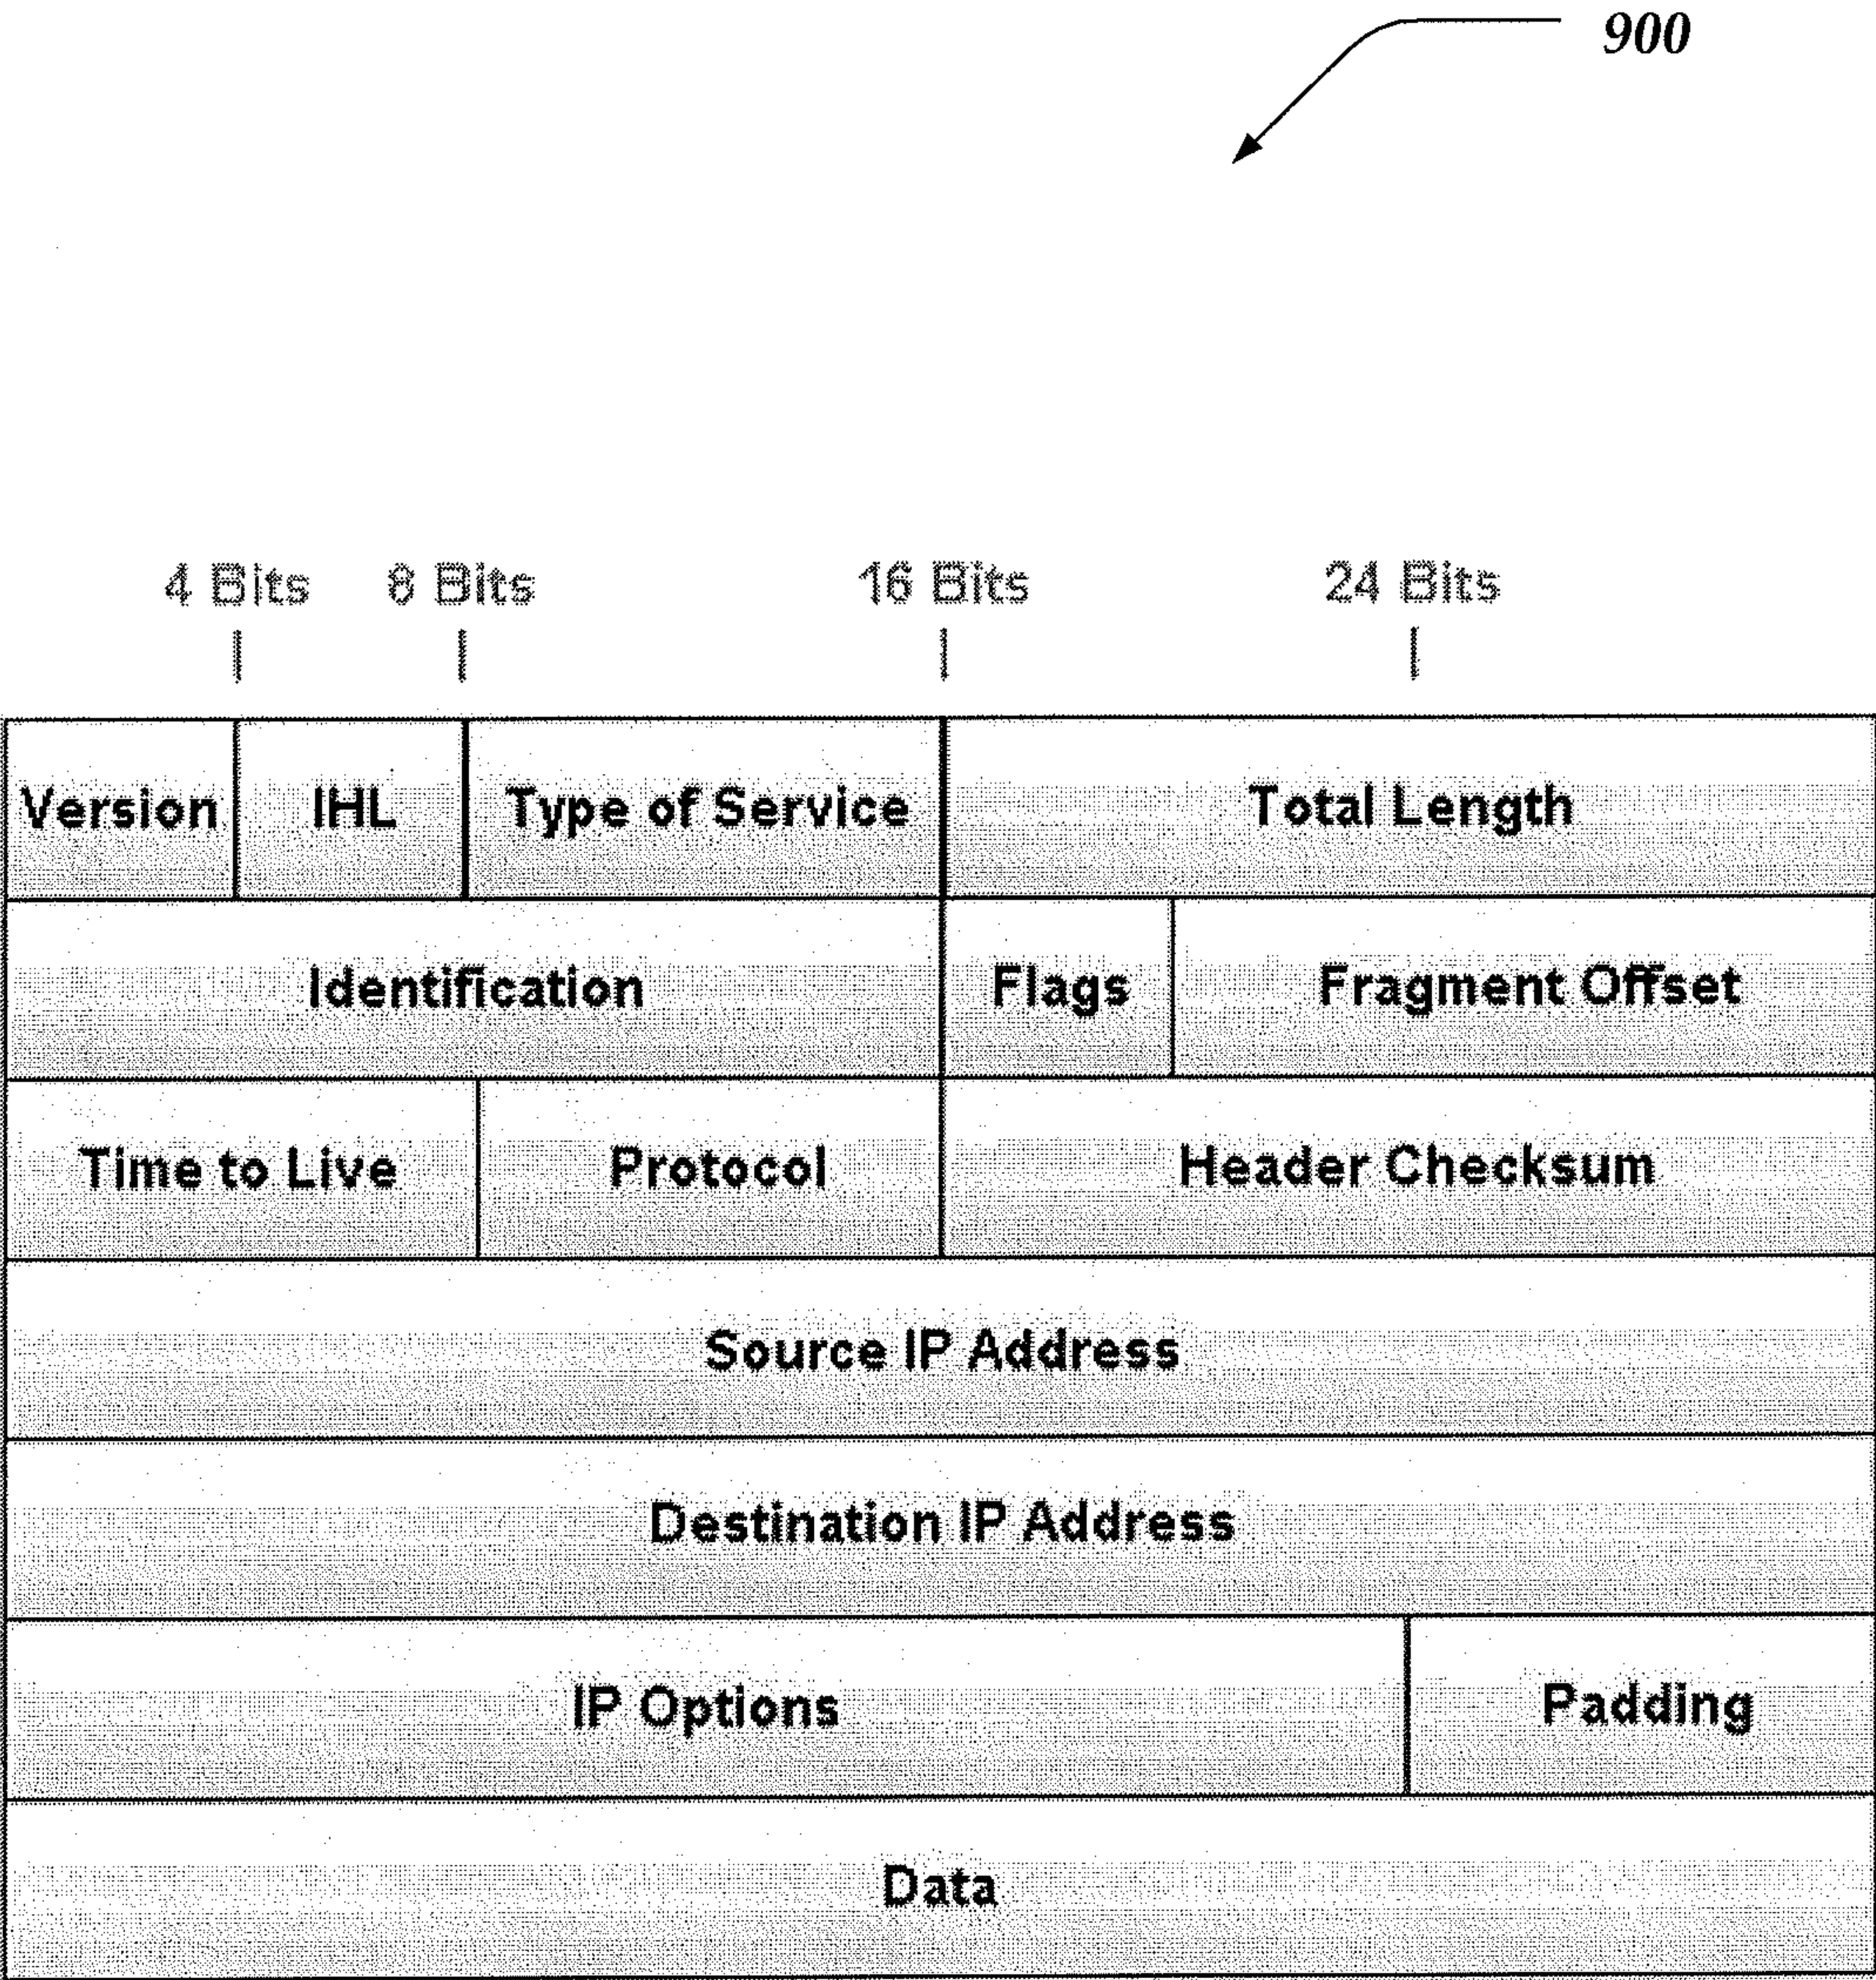 900
4 Bits 8 Bits 16 Bits 24 Bits
Version IHL Type of Service Total Length
Identification Flags Fragment Offset
Time to Live Protocol Header Checksum
Source IP Address
Destination IP Address
IP Options Padding
Data